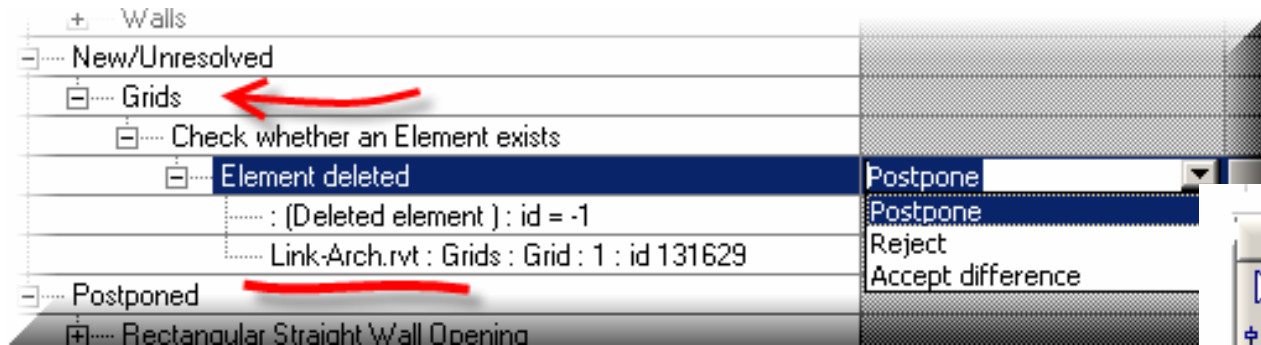 Walls
New/Unresolved
Grids
Check whether an Element exists
Element deleted
Postpone
Postpone
: (Deleted element ) : id = -1
Reject
Link-Arch.rvt : Grids : Grid : 1 : id 131629
Accept difference
Postponed
Rectangular Straight Wall Opening